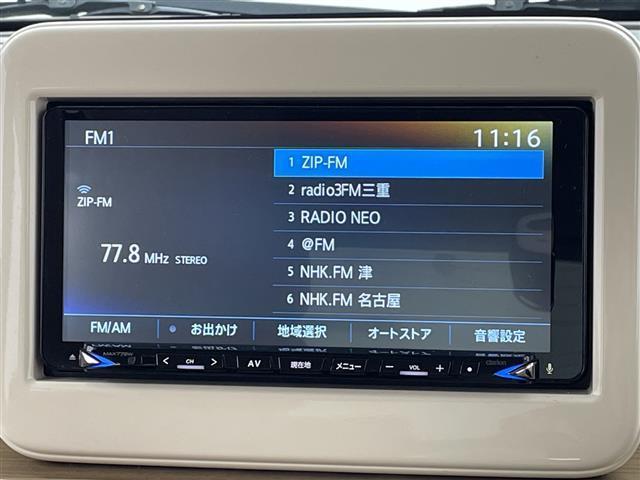 FM1
11:16
ZIP-FM
77.8 MHz STEREO
1 ZIP-FM
2 radio3FM三重
3 RADIO NEO
4 @FM
5 NHK.FM 津
6 NHK.FM 名古屋
FM/AM お出かけ 地域選択 オートストア 音響設定
MAX776W
< CH > AV 現在地 メニュー − VOL +
clarion